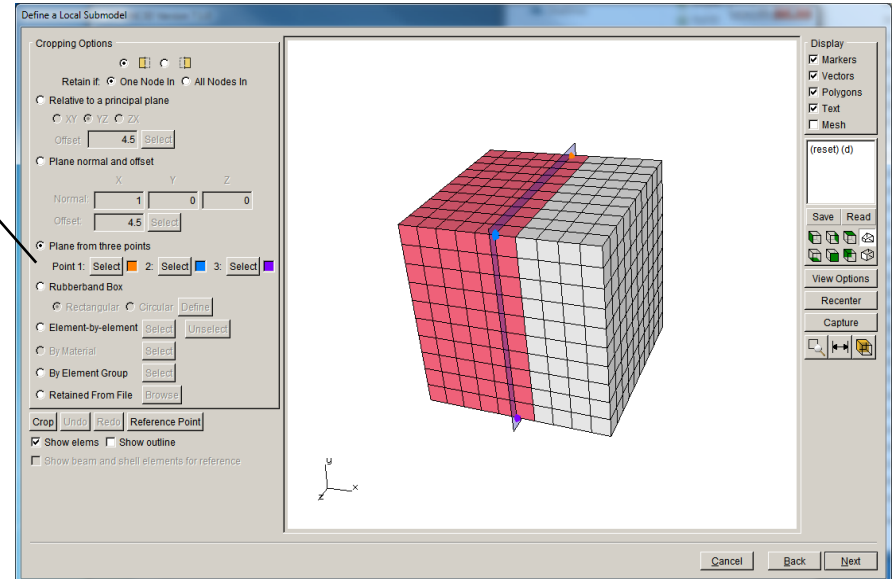 Define a Local Submodel
Cropping Options
Retain if: One Node In All Nodes In
Relative to a principal plane
XY YZ ZX
Offset 4.5 Select
Plane normal and offset
X Y Z
Normal: 1 0 0
Offset: 4.5 Select
Plane from three points
Point 1: Select 2: Select 3: Select
Rubberband Box
Rectangular Circular Define
Element-by-element Select Unselect
By Material Select
By Element Group Select
Retained From File Browse
Crop Undo Redo Reference Point
Show elems Show outline
Show beam and shell elements for reference
y
x
z
Display
Markers
Vectors
Polygons
Text
Mesh
(reset) (d)
Save Read
View Options
Recenter
Capture
Cancel Back Next